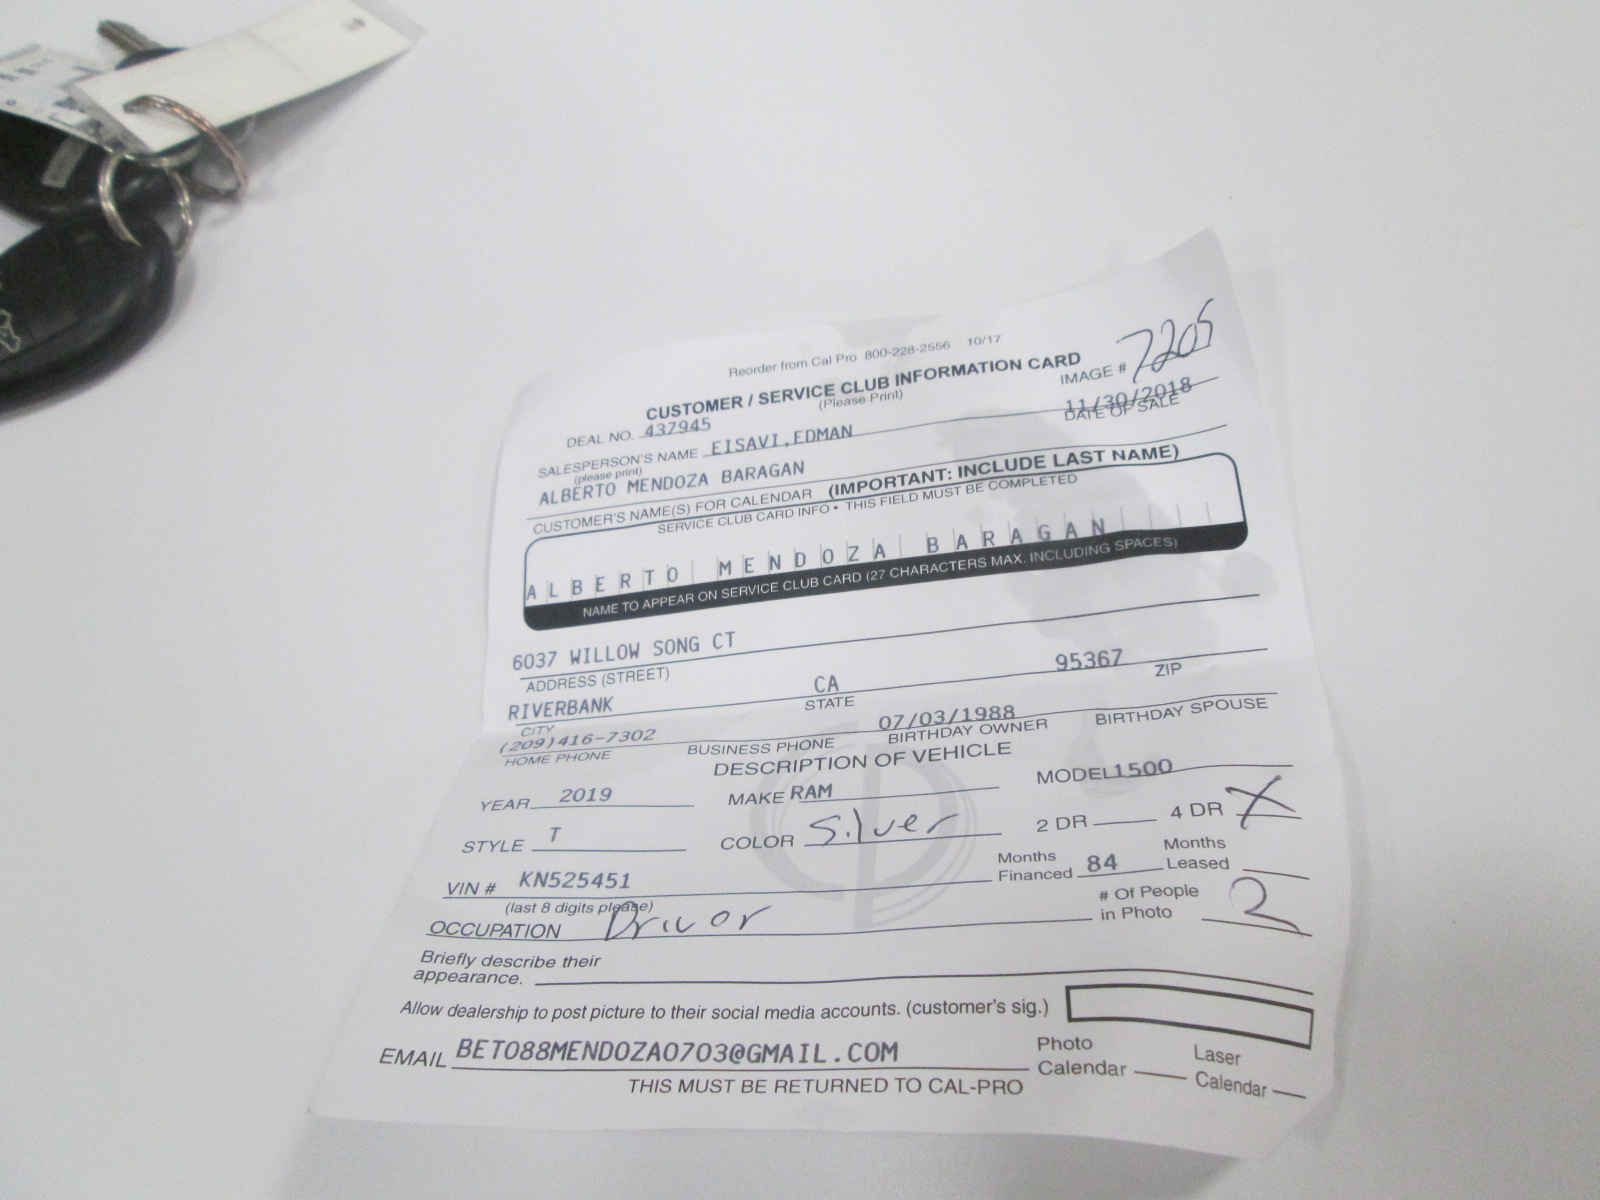 Reorder from Cal Pro 800-228-2556 10/17
CUSTOMER / SERVICE CLUB INFORMATION CARD
(Please Print)
IMAGE # 7205
DEAL NO. 437945
11/30/2018
DATE OF SALE
SALESPERSON'S NAME EISAVI,EDMAN
(please print)
ALBERTO MENDOZA BARAGAN
CUSTOMER'S NAME(S) FOR CALENDAR (IMPORTANT: INCLUDE LAST NAME)
SERVICE CLUB CARD INFO • THIS FIELD MUST BE COMPLETED
ALBERTO MENDOZA BARAGAN
NAME TO APPEAR ON SERVICE CLUB CARD (27 CHARACTERS MAX. INCLUDING SPACES)
6037 WILLOW SONG CT
ADDRESS (STREET)
RIVERBANK CA 95367
CITY STATE ZIP
(209)416-7302 07/03/1988
HOME PHONE BUSINESS PHONE BIRTHDAY OWNER BIRTHDAY SPOUSE
DESCRIPTION OF VEHICLE
YEAR 2019 MAKE RAM MODEL 1500
STYLE T COLOR Silver 2 DR 4 DR X
VIN # KN525451 Months Financed 84 Months Leased
(last 8 digits please)
OCCUPATION Drivor # Of People in Photo 2
Briefly describe their
appearance.
Allow dealership to post picture to their social media accounts. (customer's sig.)
EMAIL BETO88MENDOZA0703@GMAIL.COM Photo Calendar Laser Calendar
THIS MUST BE RETURNED TO CAL-PRO